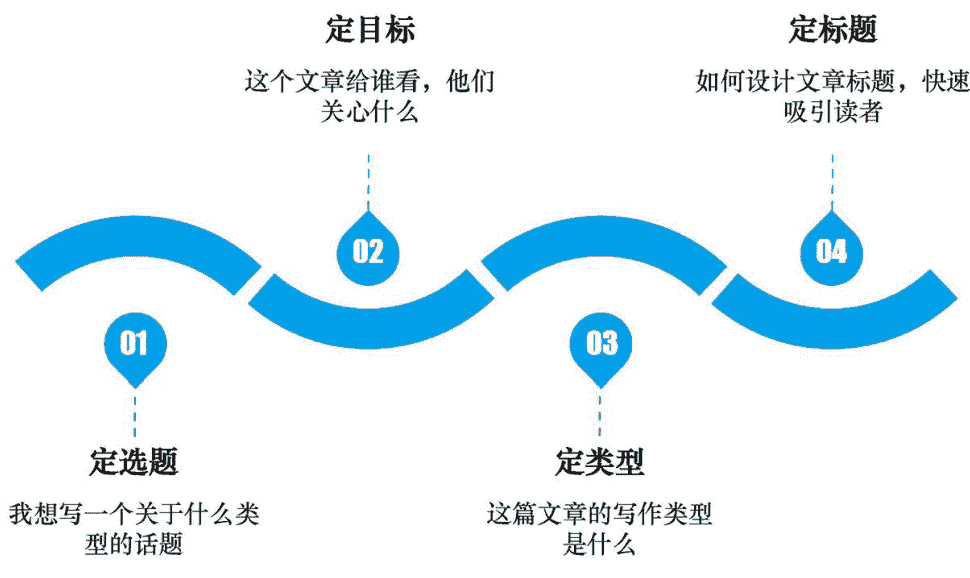 定目标
这个文章给谁看，他们
关心什么
定标题
如何设计文章标题，快速
吸引读者
02
04
01
03
定选题
我想写一个关于什么类
型的话题
定类型
这篇文章的写作类型
是什么